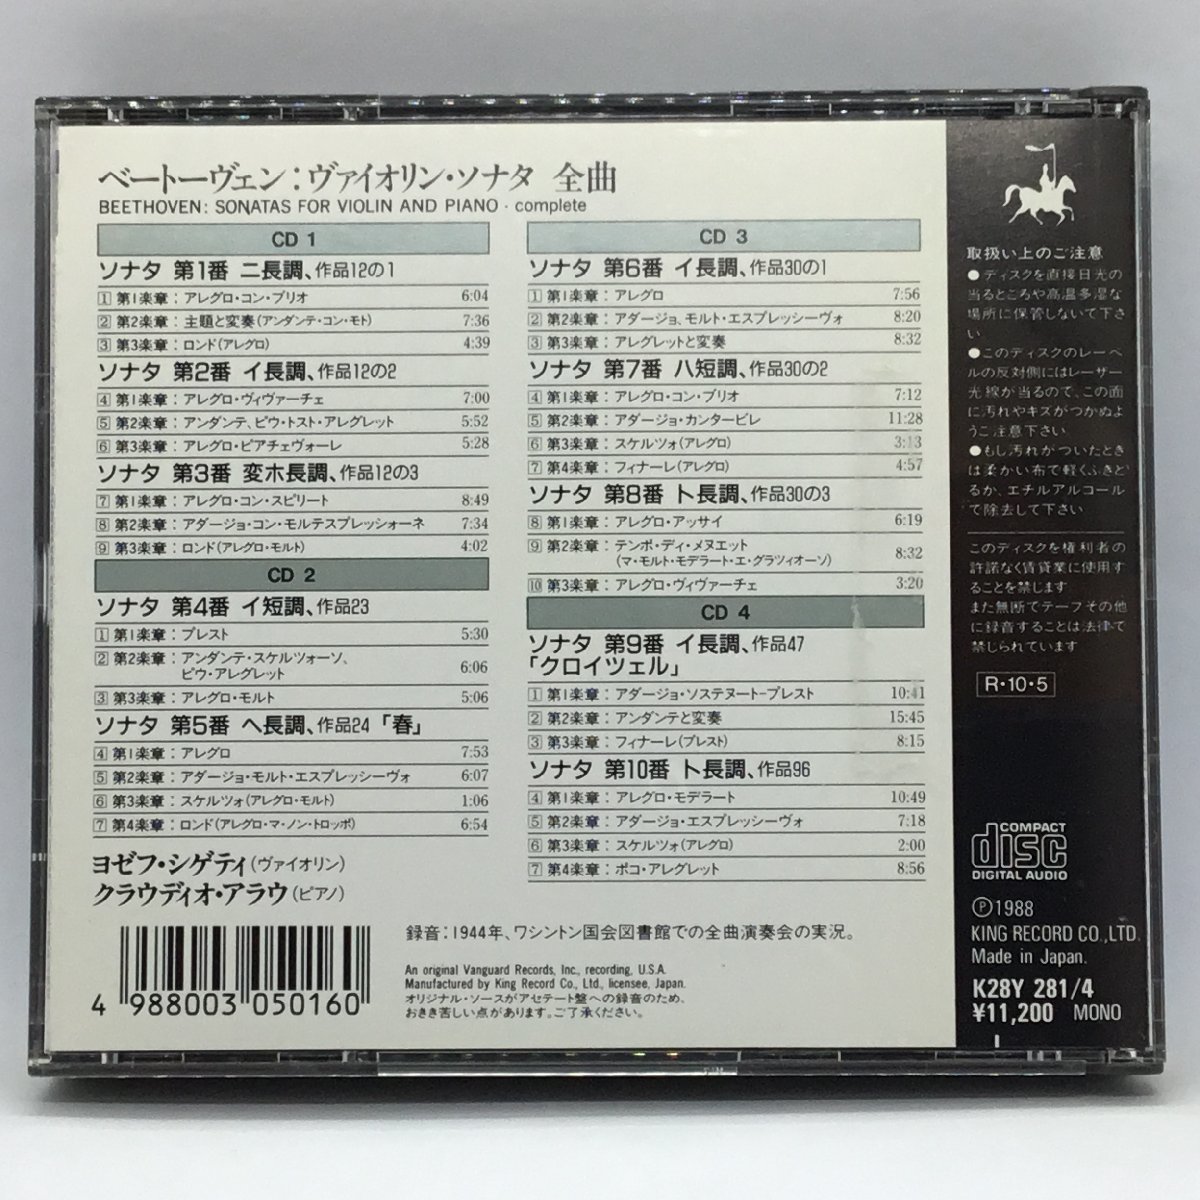 ベートーヴェン：ヴァイオリン・ソナタ 全曲
BEETHOVEN: SONATAS FOR VIOLIN AND PIANO・complete
CD 1
ソナタ 第1番 ニ長調、作品12の1
1 第1楽章：アレグロ・コン・ブリオ 6:04
2 第2楽章：主題と変奏(アンダンテ・コン・モト) 7:36
3 第3楽章：ロンド(アレグロ) 4:39
ソナタ 第2番 イ長調、作品12の2
4 第1楽章：アレグロ・ヴィヴァーチェ 7:00
5 第2楽章：アンダンテ、ピウ・トスト・アレグレット 5:52
6 第3楽章：アレグロ・ピアチェヴォーレ 5:28
ソナタ 第3番 変ホ長調、作品12の3
7 第1楽章：アレグロ・コン・スピリート 8:49
8 第2楽章：アダージョ・コン・モルテスプレッシォーネ 7:34
9 第3楽章：ロンド(アレグロ・モルト) 4:02
CD 2
ソナタ 第4番 イ短調、作品23
1 第1楽章：プレスト 5:30
2 第2楽章：アンダンテ・スケルツォーソ、
ピウ・アレグレット 6:06
3 第3楽章：アレグロ・モルト 5:06
ソナタ 第5番 ヘ長調、作品24「春」
4 第1楽章：アレグロ 7:53
5 第2楽章：アダージョ・モルト・エスプレッシーヴォ 6:07
6 第3楽章：スケルツォ(アレグロ・モルト) 1:06
7 第4楽章：ロンド(アレグロ・マ・ノン・トロッポ) 6:54
ヨゼフ・シゲティ(ヴァイオリン)
クラウディオ・アラウ(ピアノ)
4 988003 050160
CD 3
ソナタ 第6番 イ長調、作品30の1
1 第1楽章：アレグロ 7:56
2 第2楽章：アダージョ、モルト・エスプレッシーヴォ 8:20
3 第3楽章：アレグレットと変奏 8:32
ソナタ 第7番 ハ短調、作品30の2
4 第1楽章：アレグロ・コン・ブリオ 7:12
5 第2楽章：アダージョ・カンタービレ 11:28
6 第3楽章：スケルツォ(アレグロ) 3:13
7 第4楽章：フィナーレ(アレグロ) 4:57
ソナタ 第8番 ト長調、作品30の3
8 第1楽章：アレグロ・アッサイ 6:19
9 第2楽章：テンポ・ディ・メヌエット
(マ・モルト・モデラート・エ・グラツィオーソ) 8:32
10 第3楽章：アレグロ・ヴィヴァーチェ 3:20
CD 4
ソナタ 第9番 イ長調、作品47
「クロイツェル」
1 第1楽章：アダージョ・ソステヌート−プレスト 10:41
2 第2楽章：アンダンテと変奏 15:45
3 第3楽章：フィナーレ(プレスト) 8:15
ソナタ 第10番 ト長調、作品96
4 第1楽章：アレグロ・モデラート 10:49
5 第2楽章：アダージョ・エスプレッシーヴォ 7:18
6 第3楽章：スケルツォ(アレグロ) 2:00
7 第4楽章：ポコ・アレグレット 8:56
録音：1944年、ワシントン国会図書館での全曲演奏会の実況。
An original Vanguard Records, Inc., recording, U.S.A.
Manufactured by King Record Co., Ltd., licensee, Japan.
オリジナル・ソースがアセテート盤への録音のため、
おきき苦しい点があります。ご了承ください。
取扱い上のご注意
●ディスクを直接日光の
当るところや高温多湿な
場所に保管しないで下さ
い
●このディスクのレーベ
ルの反対側にはレーザー
光線が当るので、この面
に汚れやキズがつかぬよ
うご注意下さい
●もし汚れがついたとき
は柔かい布で軽くふきと
るか、エチルアルコール
で除去して下さい
このディスクを権利者の
許諾なく賃貸業に使用す
ることを禁じます
また無断でテープその他
に録音することは法律で
禁じられています
R・10・5
COMPACT
disc
DIGITAL AUDIO
Ⓟ1988
KING RECORD CO.,LTD.
Made in Japan.
K28Y 281/4
¥11,200 MONO